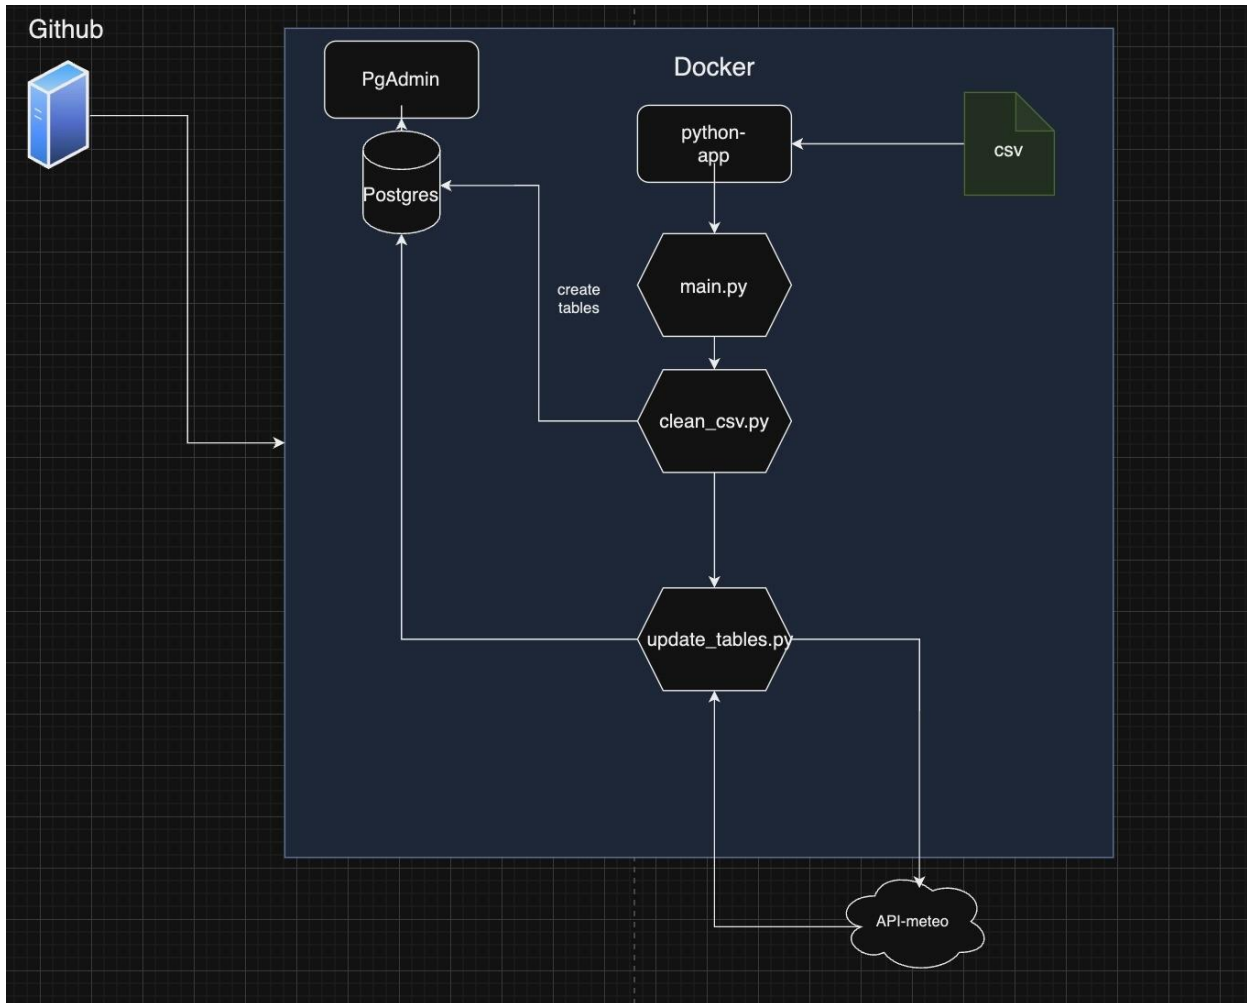 Github
Docker
PgAdmin
Postgres
python-
app
csv
main.py
create
tables
clean_csv.py
update_tables.py
API-meteo